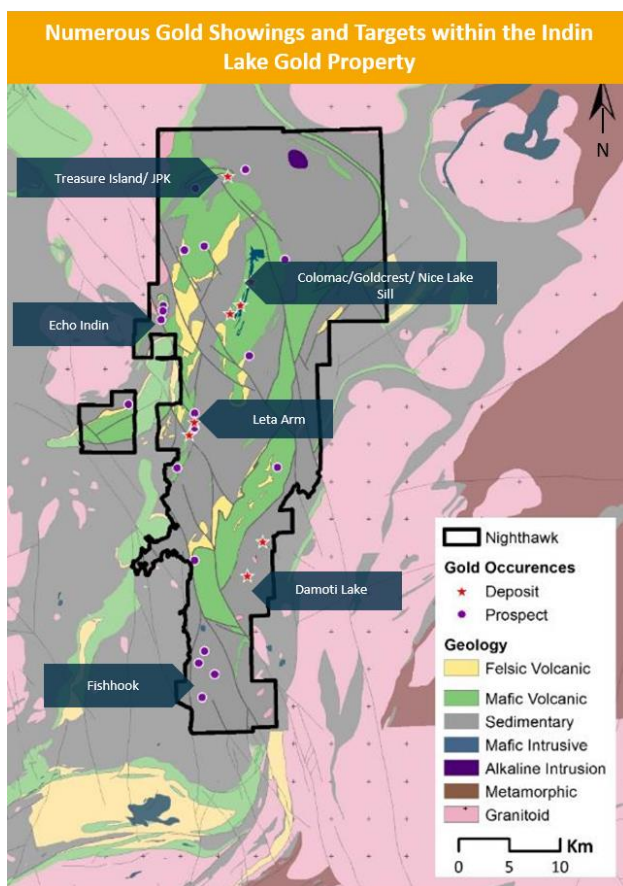 Numerous Gold Showings and Targets within the Indin
Lake Gold Property
N
Treasure Island/ JPK
Colomac/Goldcrest/ Nice Lake
Sill
Echo Indin
Leta Arm
Damoti Lake
Fishhook
Nighthawk
Gold Occurences
Deposit
Prospect
Geology
Felsic Volcanic
Mafic Volcanic
Sedimentary
Mafic Intrusive
Alkaline Intrusion
Metamorphic
Granitoid
Km
0 5 10